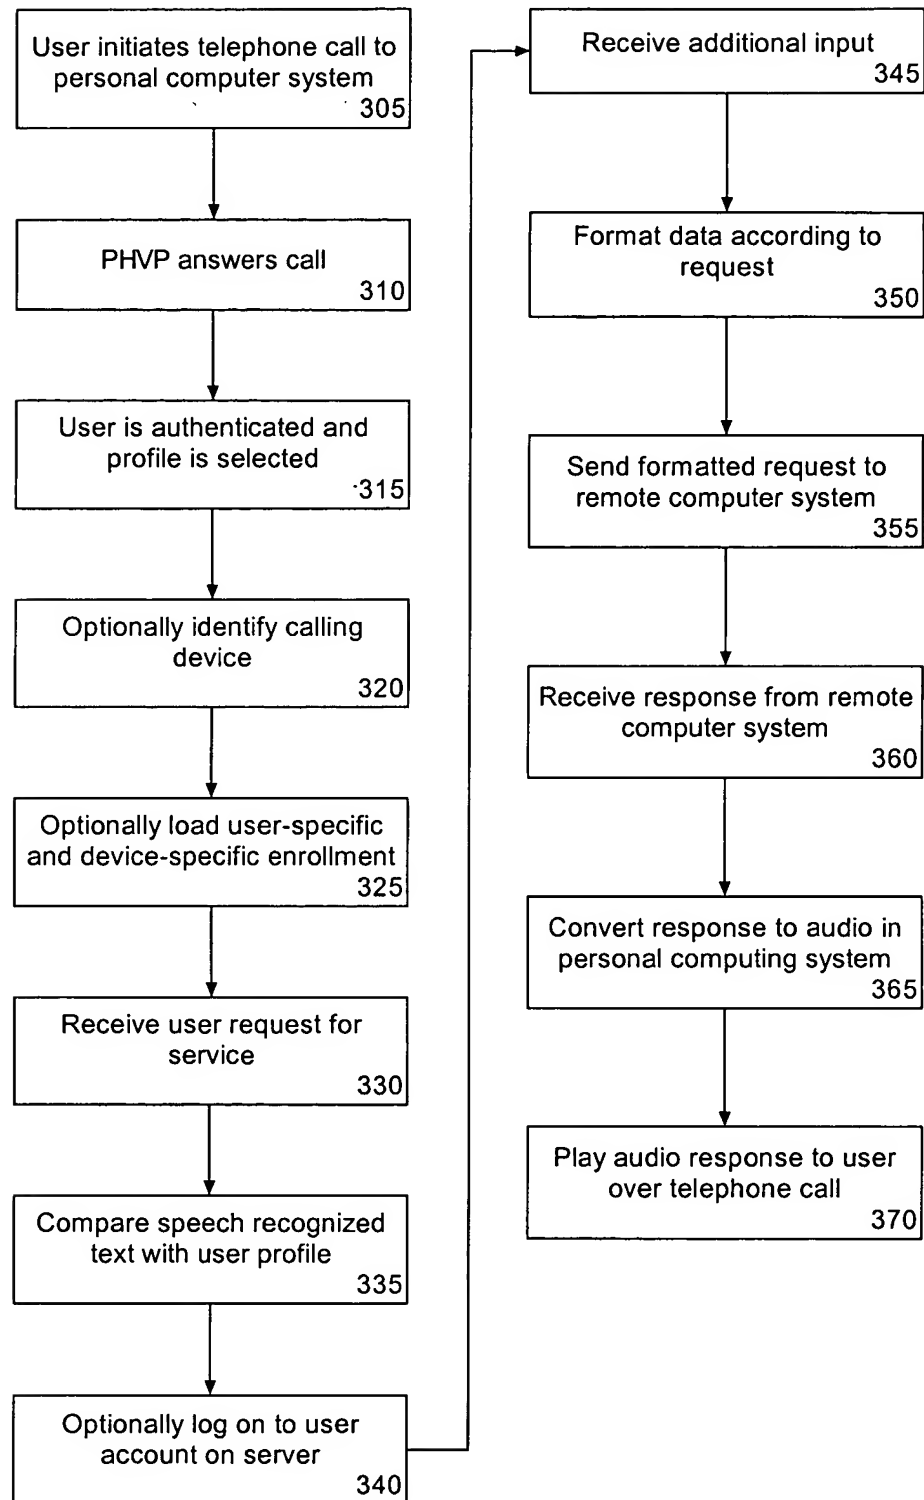 User initiates telephone call to
personal computer system
305
PHVP answers call
310
User is authenticated and
profile is selected
315
Optionally identify calling
device
320
Optionally load user-specific
and device-specific enrollment
325
Receive user request for
service
330
Compare speech recognized
text with user profile
335
Optionally log on to user
account on server
340
Receive additional input
345
Format data according to
request
350
Send formatted request to
remote computer system
355
Receive response from remote
computer system
360
Convert response to audio in
personal computing system
365
Play audio response to user
over telephone call
370